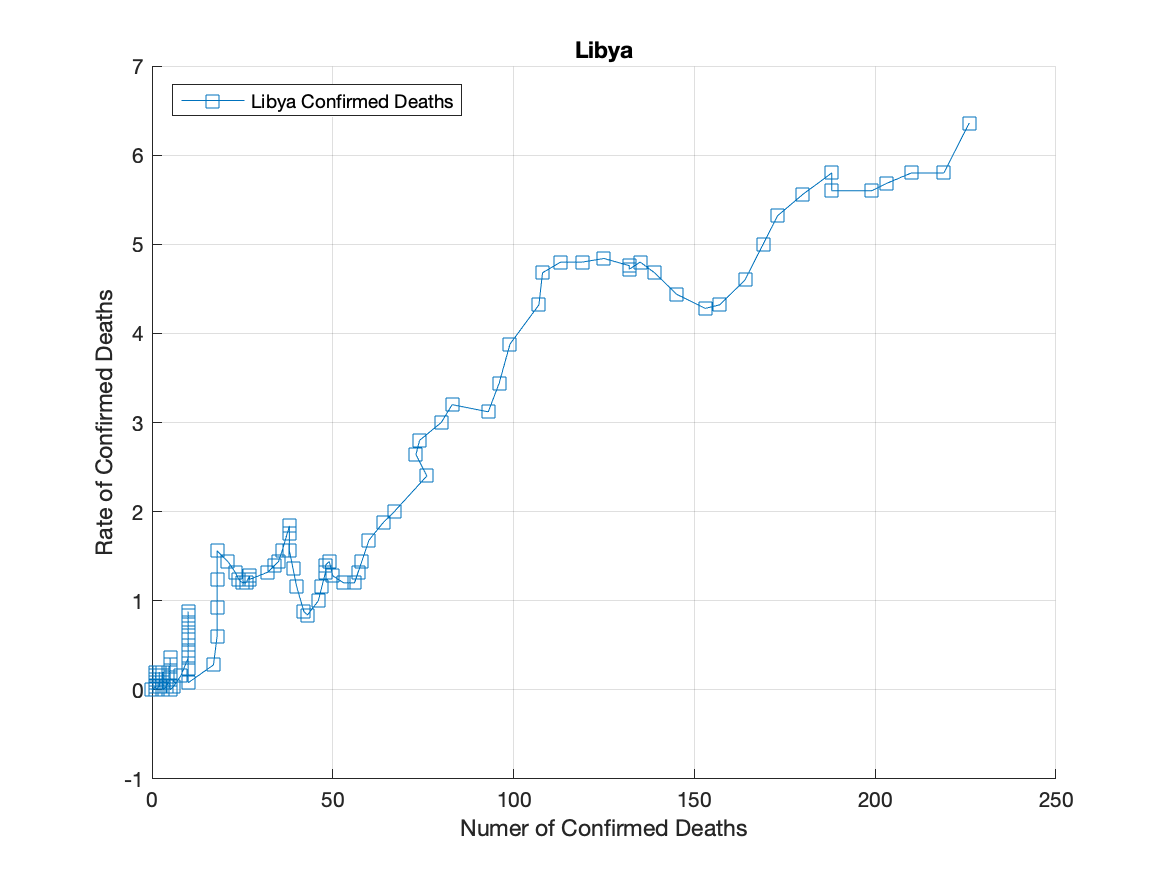 Libya
Libya Confirmed Deaths
Rate of Confirmed Deaths
7
6
5
4
3
2
1
0
-1
0 50 100 150 200 250
Numer of Confirmed Deaths